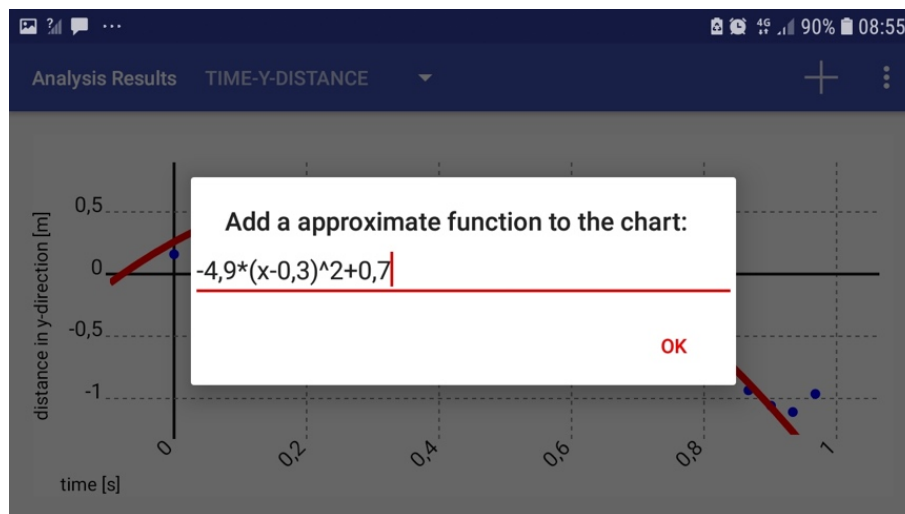 4G 90% 08:55
Analysis Results TIME-Y-DISTANCE
Add a approximate function to the chart:
-4,9*(x-0,3)^2+0,7
OK
distance in y-direction [m]
0,5
0
-0,5
-1
0 0,2 0,4 0,6 0,8 1
time [s]